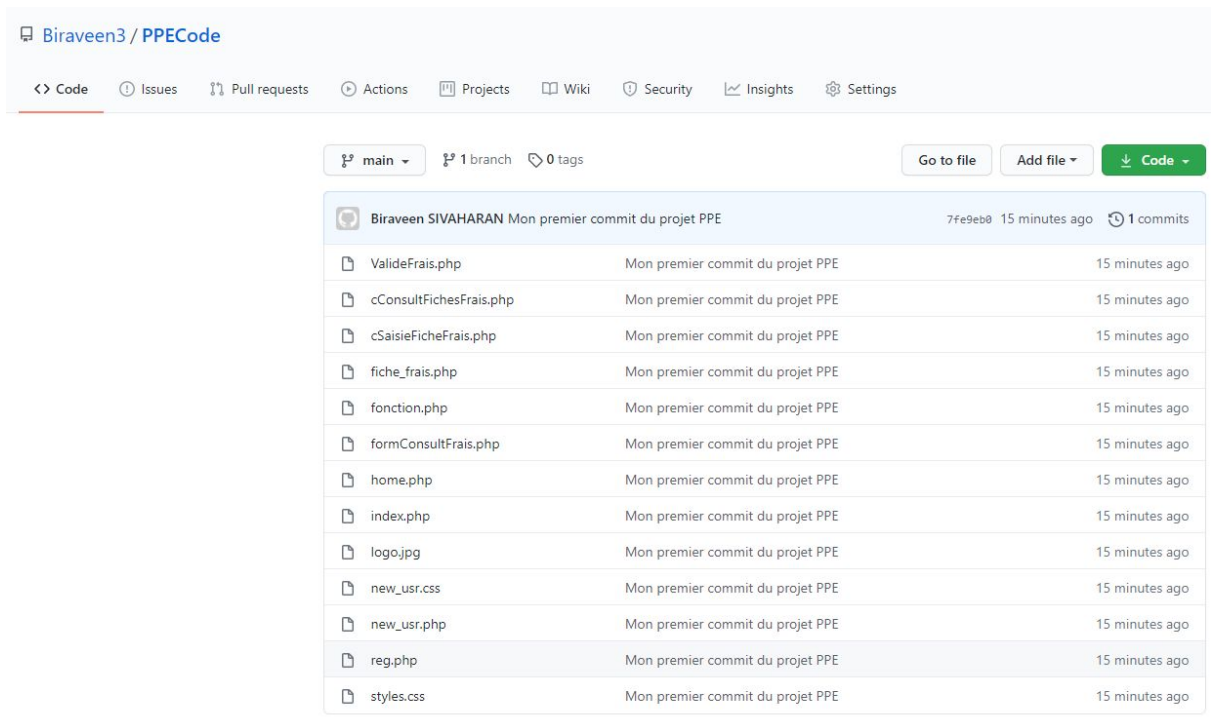 Biraveen3 / PPECode
Code Issues Pull requests Actions Projects Wiki Security Insights Settings
main 1 branch 0 tags Go to file Add file Code
Biraveen SIVAHARAN Mon premier commit du projet PPE 7fe9eb0 15 minutes ago 1 commits
ValideFrais.php Mon premier commit du projet PPE 15 minutes ago
cConsultFichesFrais.php Mon premier commit du projet PPE 15 minutes ago
cSaisieFicheFrais.php Mon premier commit du projet PPE 15 minutes ago
fiche_frais.php Mon premier commit du projet PPE 15 minutes ago
fonction.php Mon premier commit du projet PPE 15 minutes ago
formConsultFrais.php Mon premier commit du projet PPE 15 minutes ago
home.php Mon premier commit du projet PPE 15 minutes ago
index.php Mon premier commit du projet PPE 15 minutes ago
logo.jpg Mon premier commit du projet PPE 15 minutes ago
new_usr.css Mon premier commit du projet PPE 15 minutes ago
new_usr.php Mon premier commit du projet PPE 15 minutes ago
reg.php Mon premier commit du projet PPE 15 minutes ago
styles.css Mon premier commit du projet PPE 15 minutes ago